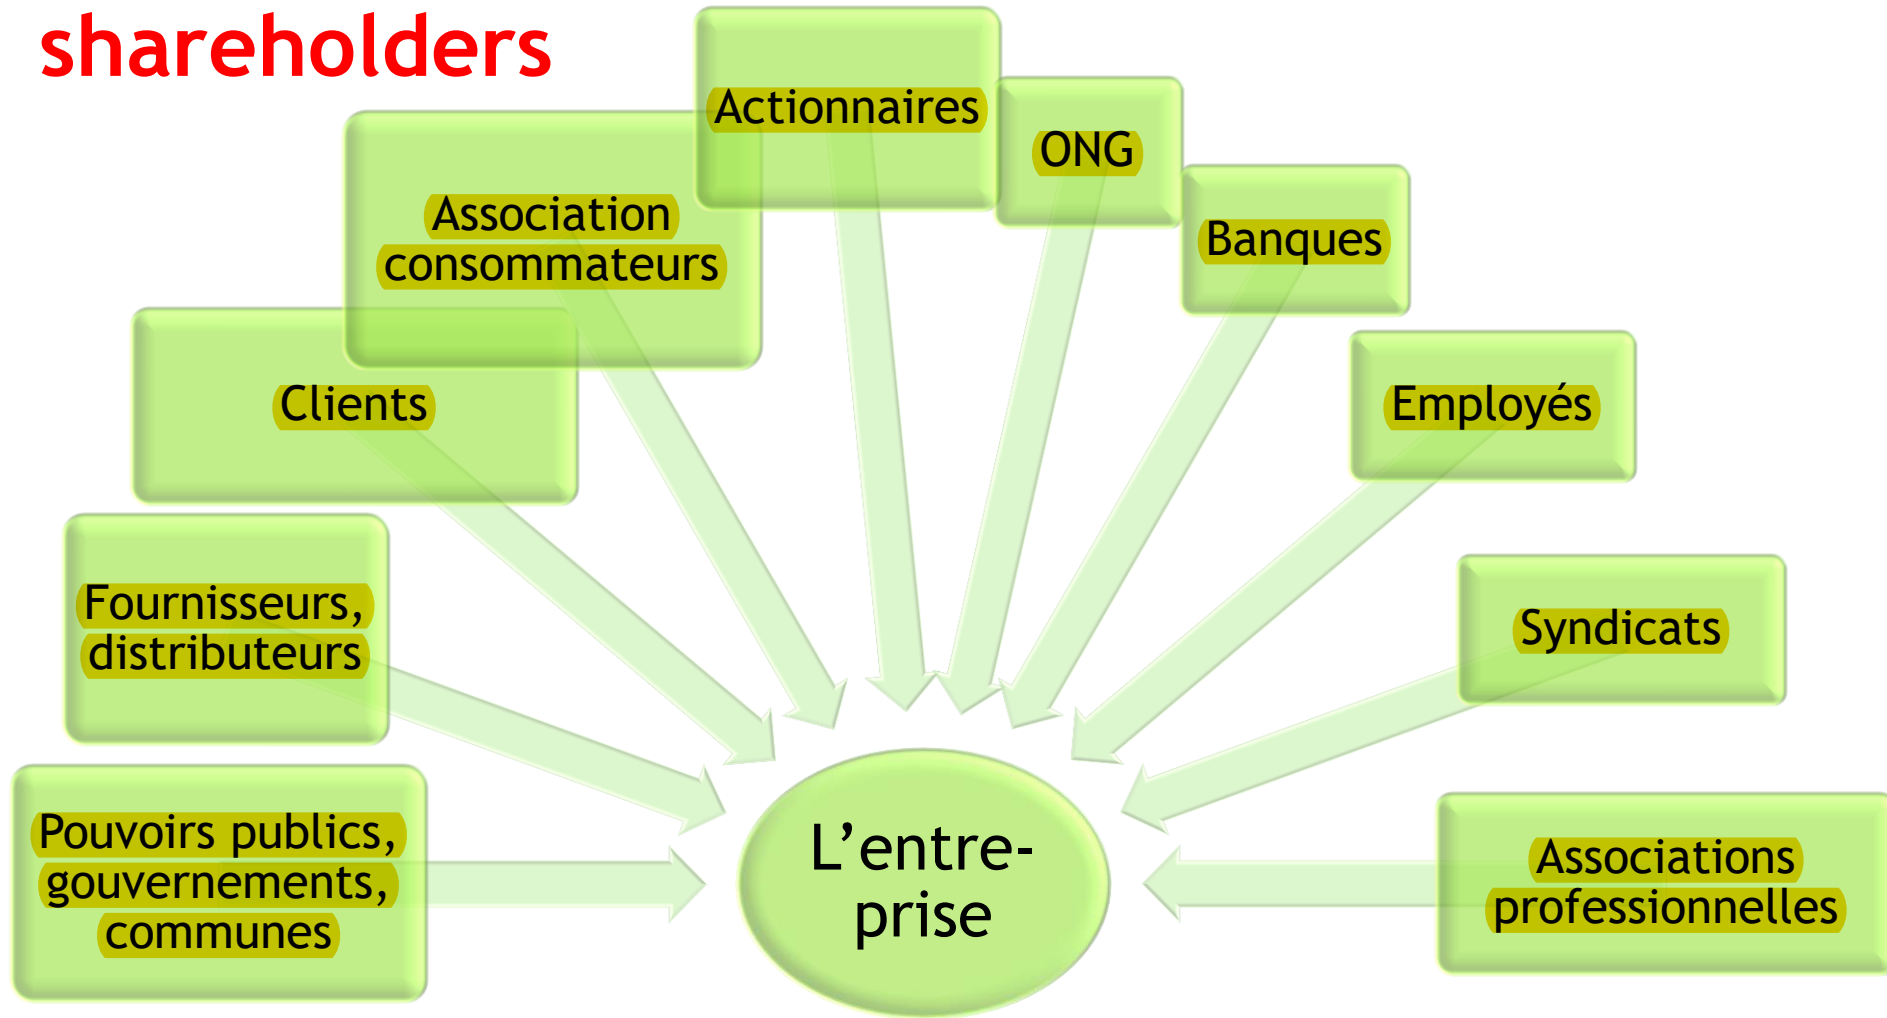 shareholders
Actionnaires
ONG
Association
consommateurs
Banques
Clients
Employés
Fournisseurs,
distributeurs
Syndicats
Pouvoirs publics,
gouvernements,
communes
L’entre-
prise
Associations
professionnelles